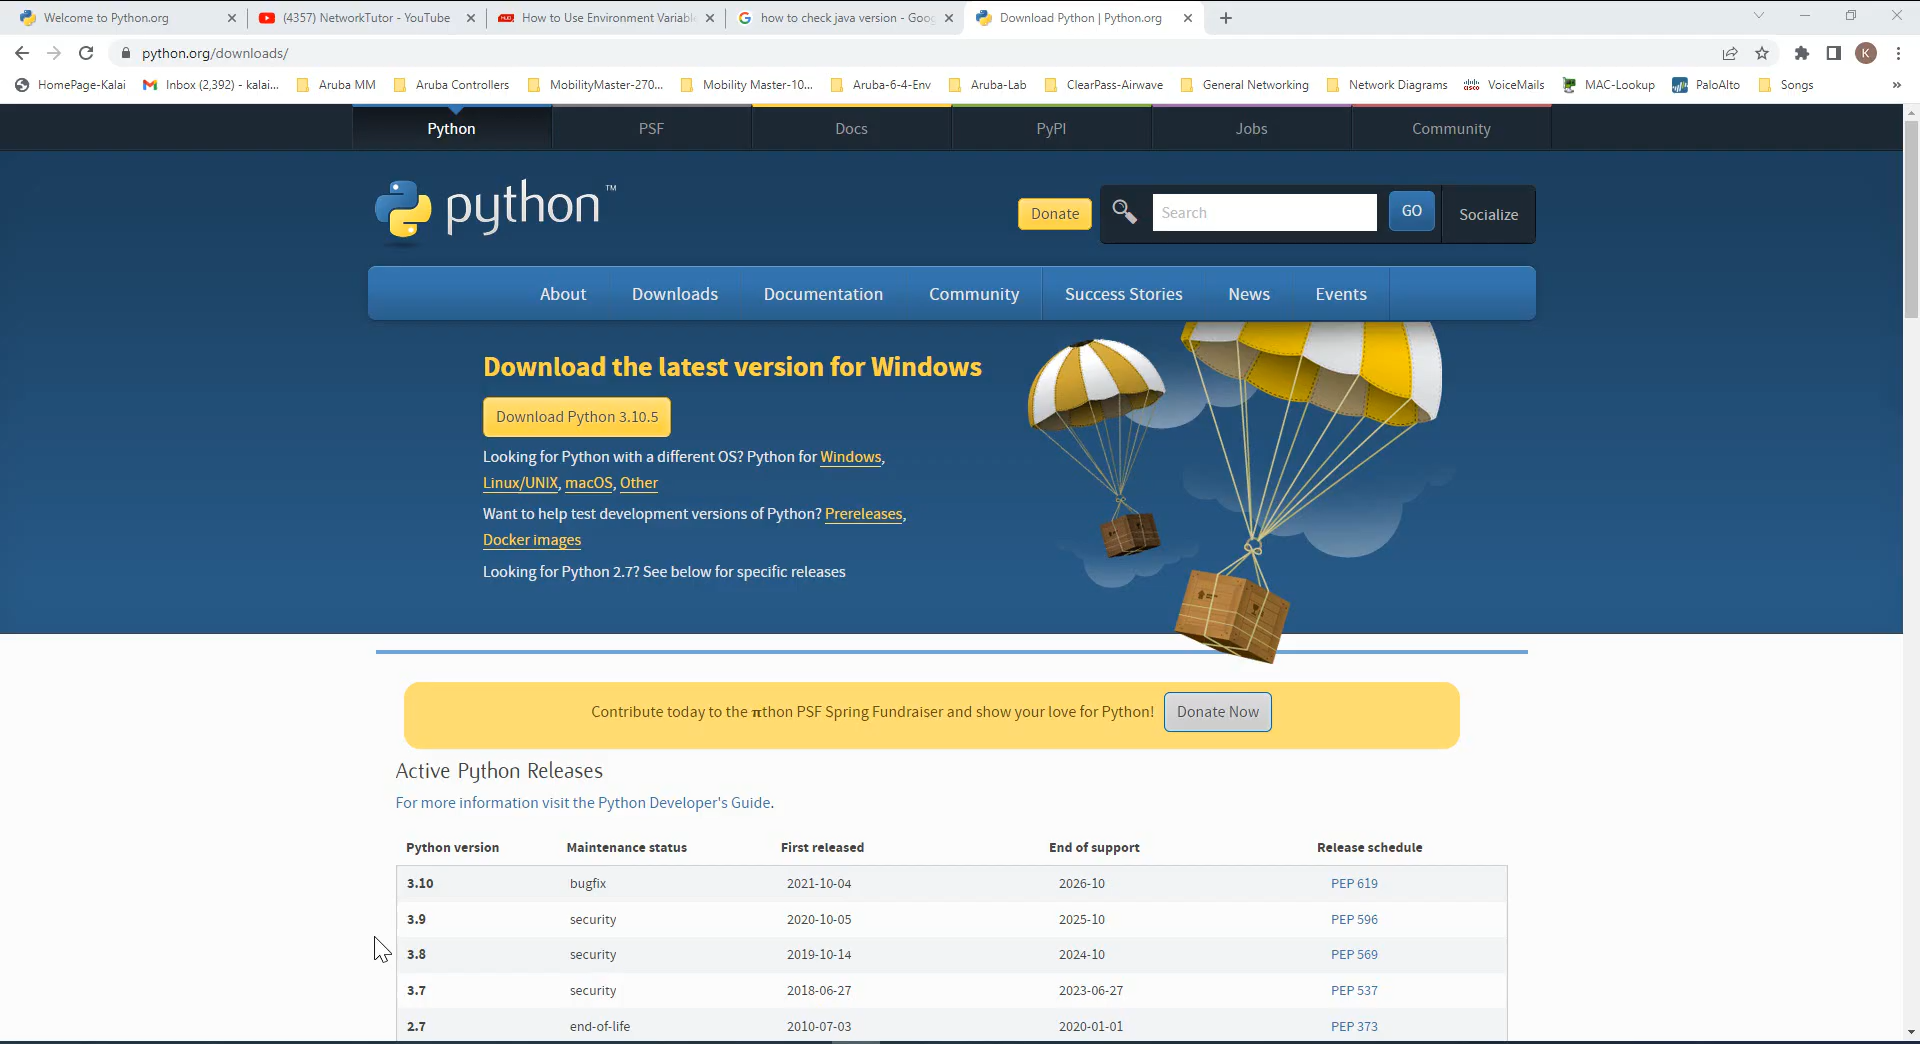 Welcome to Python.org
(4357) NetworkTutor - YouTube
How to Use Environment Variabl
how to check java version - Goog
Download Python | Python.org
python.org/downloads/
K
HomePage-Kalai
Inbox (2,392) - kalai...
Aruba MM
Aruba Controllers
MobilityMaster-270...
Mobility Master-10...
Aruba-6-4-Env
Aruba-Lab
ClearPass-Airwave
General Networking
Network Diagrams
VoiceMails
MAC-Lookup
PaloAlto
Songs
»
Python
PSF
Docs
PyPI
Jobs
Community
python™
Donate
Search
GO
Socialize
About
Downloads
Documentation
Community
Success Stories
News
Events
Download the latest version for Windows
Download Python 3.10.5
Looking for Python with a different OS? Python for Windows,
Linux/UNIX, macOS, Other
Want to help test development versions of Python? Prereleases,
Docker images
Looking for Python 2.7? See below for specific releases
Contribute today to the πthon PSF Spring Fundraiser and show your love for Python!
Donate Now
Active Python Releases
For more information visit the Python Developer's Guide.
Python version Maintenance status First released End of support Release schedule
3.10 bugfix 2021-10-04 2026-10 PEP 619
3.9 security 2020-10-05 2025-10 PEP 596
3.8 security 2019-10-14 2024-10 PEP 569
3.7 security 2018-06-27 2023-06-27 PEP 537
2.7 end-of-life 2010-07-03 2020-01-01 PEP 373